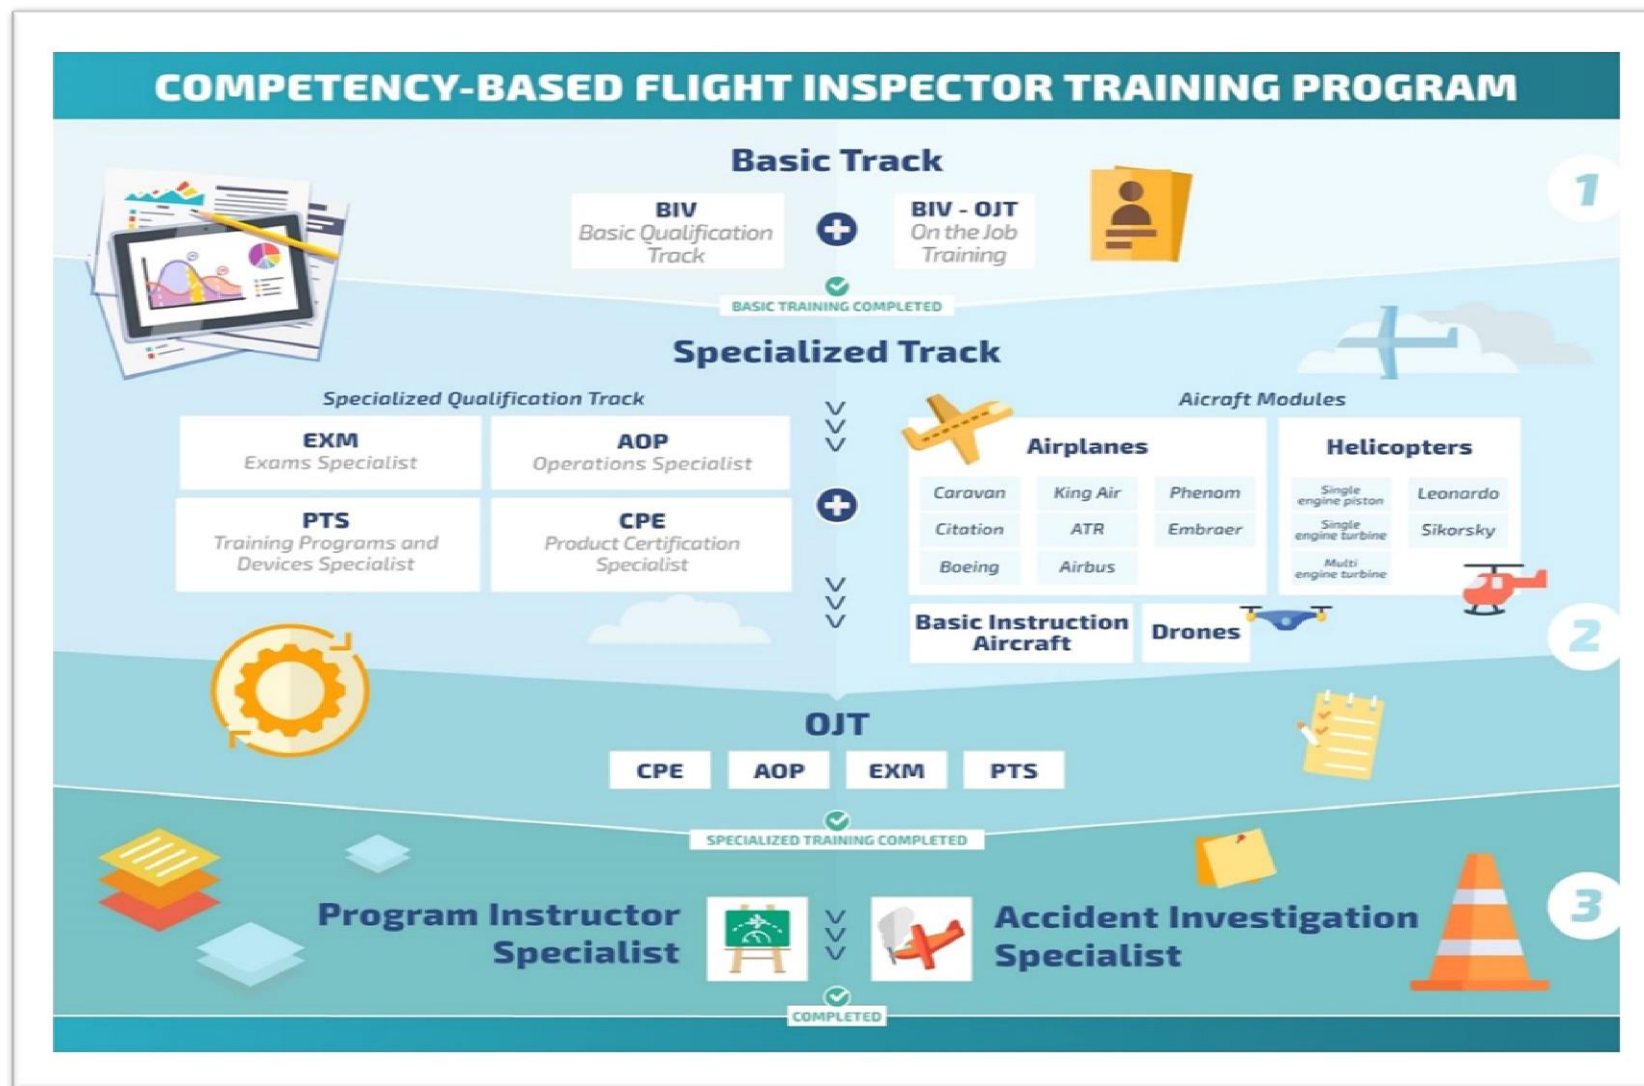 COMPETENCY-BASED FLIGHT INSPECTOR TRAINING PROGRAM
Basic Track
1
BIV
Basic Qualification
Track
BIV - OJT
On the Job
Training
BASIC TRAINING COMPLETED
Specialized Track
Specialized Qualification Track
EXM
Exams Specialist
AOP
Operations Specialist
PTS
Training Programs and
Devices Specialist
CPE
Product Certification
Specialist
Aicraft Modules
Airplanes
Caravan
King Air
Phenom
Citation
ATR
Embraer
Boeing
Airbus
Helicopters
Single
engine piston
Leonardo
Single
engine turbine
Sikorsky
Multi
engine turbine
Basic Instruction
Aircraft
Drones
2
OJT
CPE
AOP
EXM
PTS
SPECIALIZED TRAINING COMPLETED
Program Instructor
Specialist
Accident Investigation
Specialist
3
COMPLETED